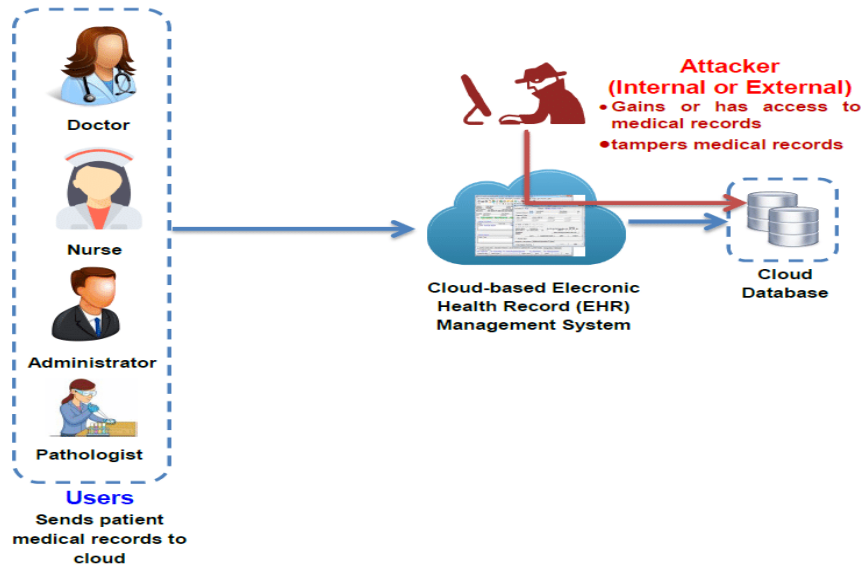 Doctor
Nurse
Administrator
Pathologist
Users
Sends patient
medical records to
cloud
Attacker
(Internal or External)
• Gains or has access to
medical records
• tampers medical records
Cloud-based Elecronic
Health Record (EHR)
Management System
Cloud
Database